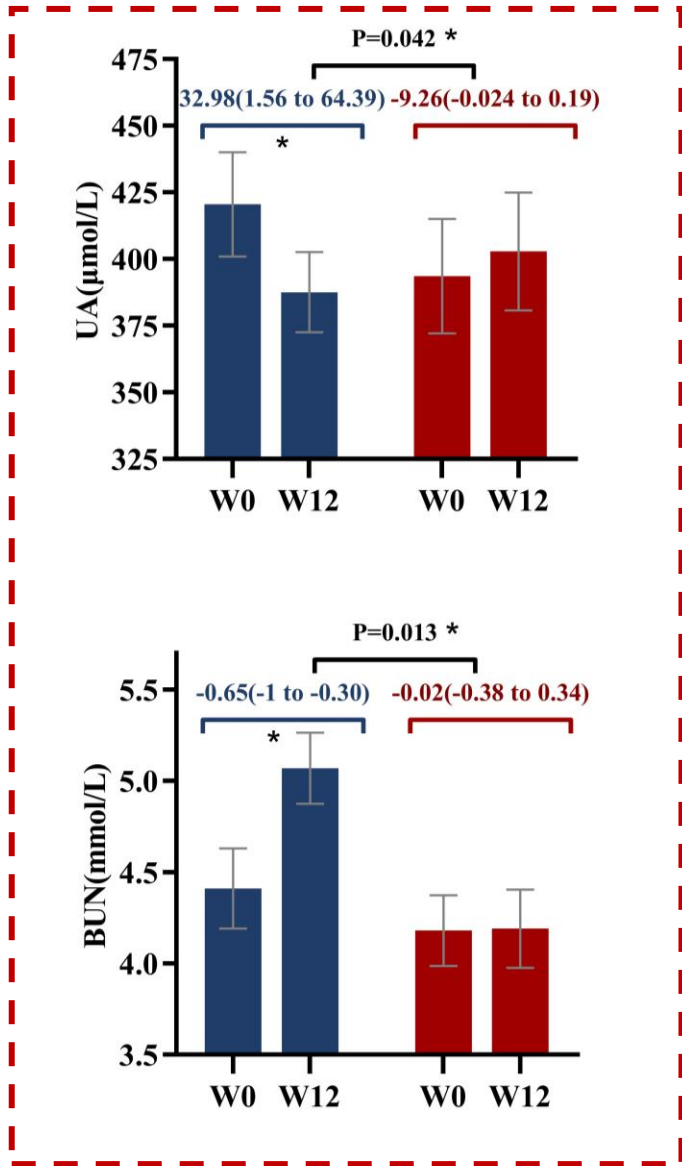 P=0.042 *
475
32.98(1.56 to 64.39) -9.26(-0.024 to 0.19)
450
*
425
400
375
350
325
UA(μmol/L)
W0 W12 W0 W12
P=0.013 *
5.5
-0.65(-1 to -0.30) -0.02(-0.38 to 0.34)
*
5.0
4.5
4.0
3.5
BUN(mmol/L)
W0 W12 W0 W12